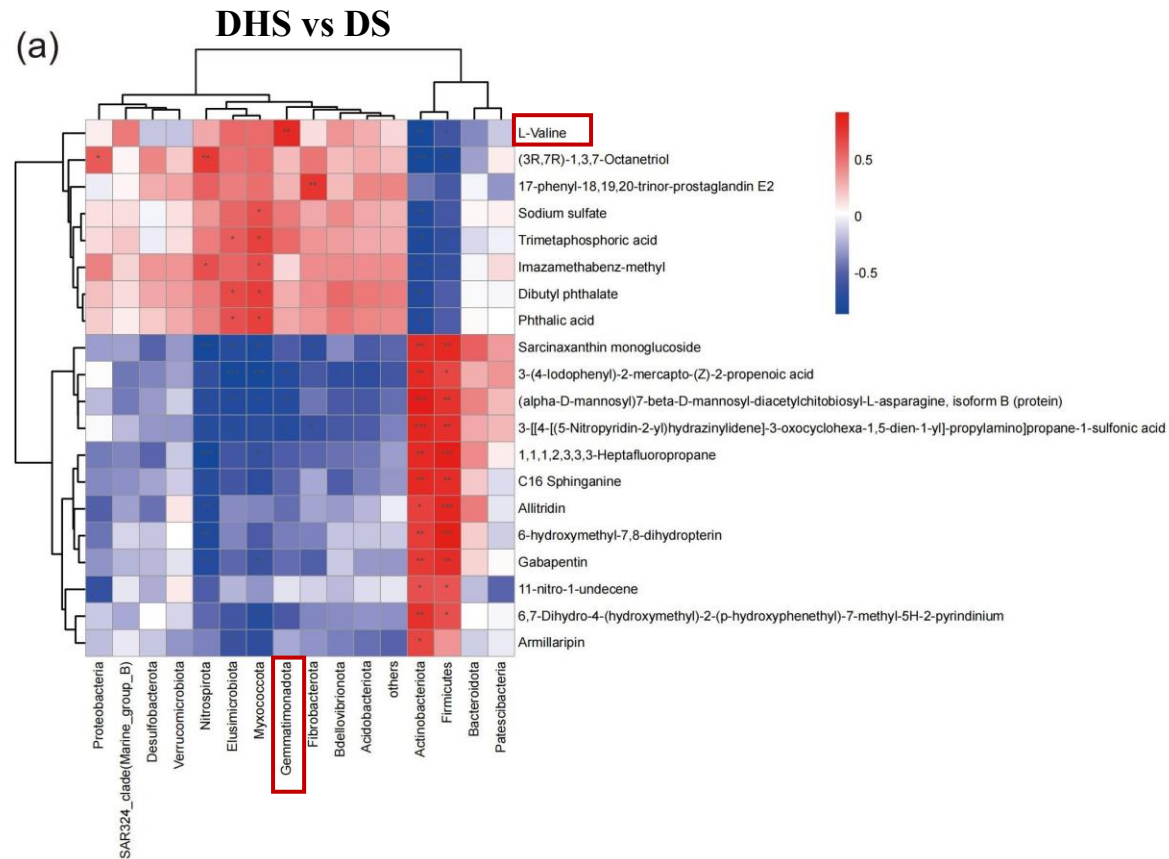 DHS vs DS
(a)
L-Valine
(3R,7R)-1,3,7-Octanetriol
17-phenyl-18,19,20-trinor-prostaglandin E2
Sodium sulfate
Trimetaphosphoric acid
Imazamethabenz-methyl
Dibutyl phthalate
Phthalic acid
Sarcinaxanthin monoglucoside
3-(4-Iodophenyl)-2-mercapto-(Z)-2-propenoic acid
(alpha-D-mannosyl)7-beta-D-mannosyl-diacetylchitobiosyl-L-asparagine, isoform B (protein)
3-[[4-[(5-Nitropyridin-2-yl)hydrazinylidene]-3-oxocyclohexa-1,5-dien-1-yl]-propylamino]propane-1-sulfonic acid
1,1,1,2,3,3,3-Heptafluoropropane
C16 Sphinganine
Allitridin
6-hydroxymethyl-7,8-dihydropterin
Gabapentin
11-nitro-1-undecene
6,7-Dihydro-4-(hydroxymethyl)-2-(p-hydroxyphenethyl)-7-methyl-5H-2-pyrindinium
Armillaripin
0.5
0
-0.5
Proteobacteria
SAR324_clade(Marine_group_B)
Desulfobacterota
Verrucomicrobiota
Nitrospirota
Elusimicrobiota
Myxococcota
Gemmatimonadota
Fibrobacterota
Bdellovibrionota
Acidobacteriota
others
Actinobacteriota
Firmicutes
Bacteroidota
Patescibacteria